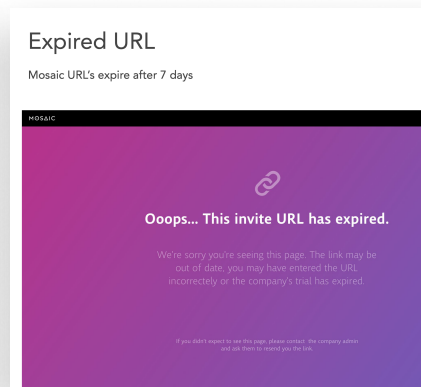 Expired URL
Mosaic URL's expire after 7 days
MOSAIC
Ooops... This invite URL has expired.
We're sorry you're seeing this page. The link may be
out of date, you may have entered the URL
incorrectely or the company's trial has expired.
If you didn't expect to see this page, please contact the company admin
and ask them to resend you the link.